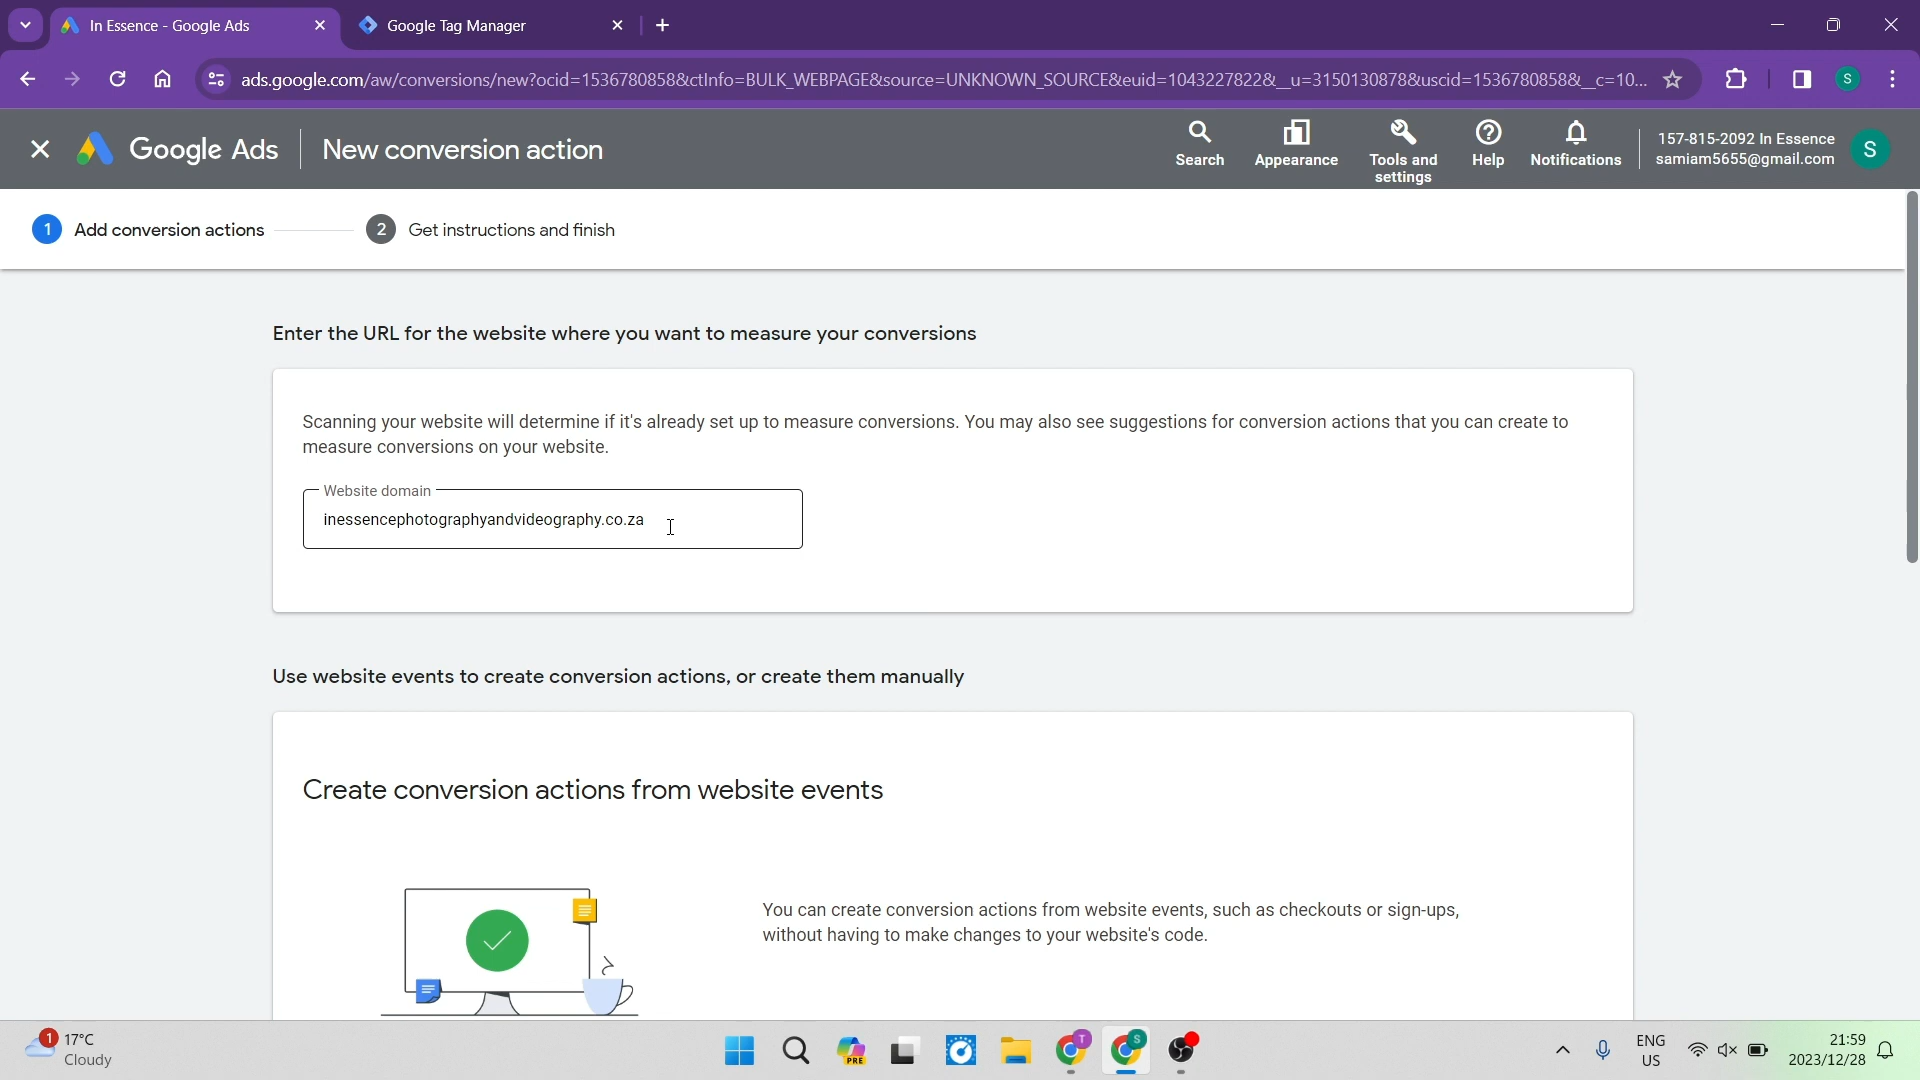 In Essence - Google Ads
Google Tag Manager
ads.google.com/aw/conversions/new?ocid=1536780858&ctInfo=BULK_WEBPAGE&source=UNKNOWN_SOURCE&euid=1043227822&__u=3150130878&uscid=1536780858&__c=10...
S
Google Ads
New conversion action
Search
Appearance
Tools and
settings
Help
Notifications
157-815-2092 In Essence
samiam5655@gmail.com
S
1 Add conversion actions
2 Get instructions and finish
Enter the URL for the website where you want to measure your conversions
Scanning your website will determine if it's already set up to measure conversions. You may also see suggestions for conversion actions that you can create to
measure conversions on your website.
Website domain
inessencephotographyandvideography.co.za
Use website events to create conversion actions, or create them manually
Create conversion actions from website events
You can create conversion actions from website events, such as checkouts or sign-ups,
without having to make changes to your website's code.
1
17°C
Cloudy
PRE
T
S
ENG
US
21:59
2023/12/28